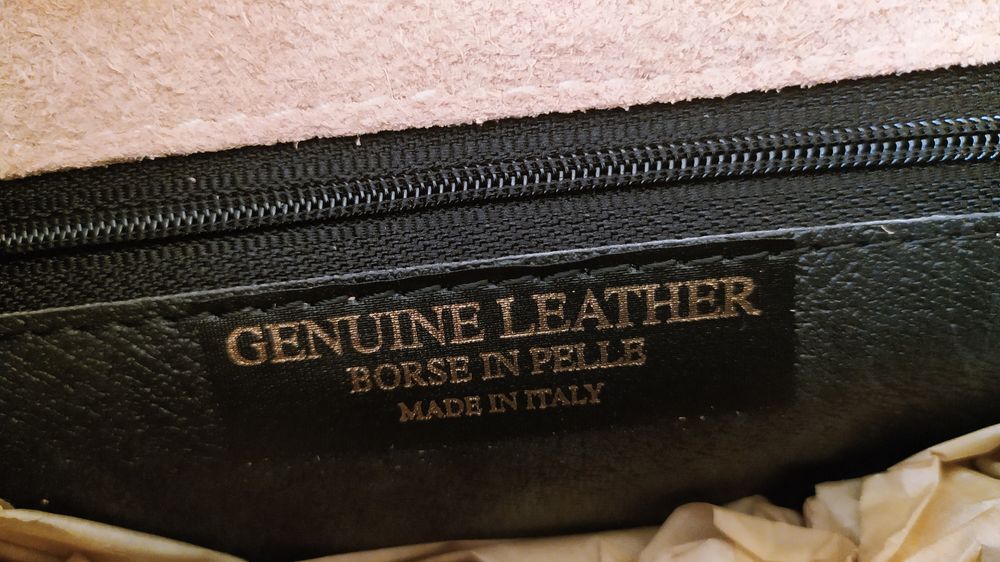 GENUINE LEATHER
BORSE IN PELLE
MADE IN ITALY